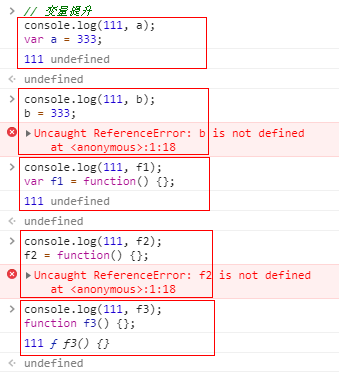 // 变量提升
console.log(111, a);
var a = 333;
111 undefined
undefined
console.log(111, b);
b = 333;
Uncaught ReferenceError: b is not defined
at <anonymous>:1:18
console.log(111, f1);
var f1 = function() {};
111 undefined
undefined
console.log(111, f2);
f2 = function() {};
Uncaught ReferenceError: f2 is not defined
at <anonymous>:1:18
console.log(111, f3);
function f3() {};
111 ƒ f3() {}
undefined